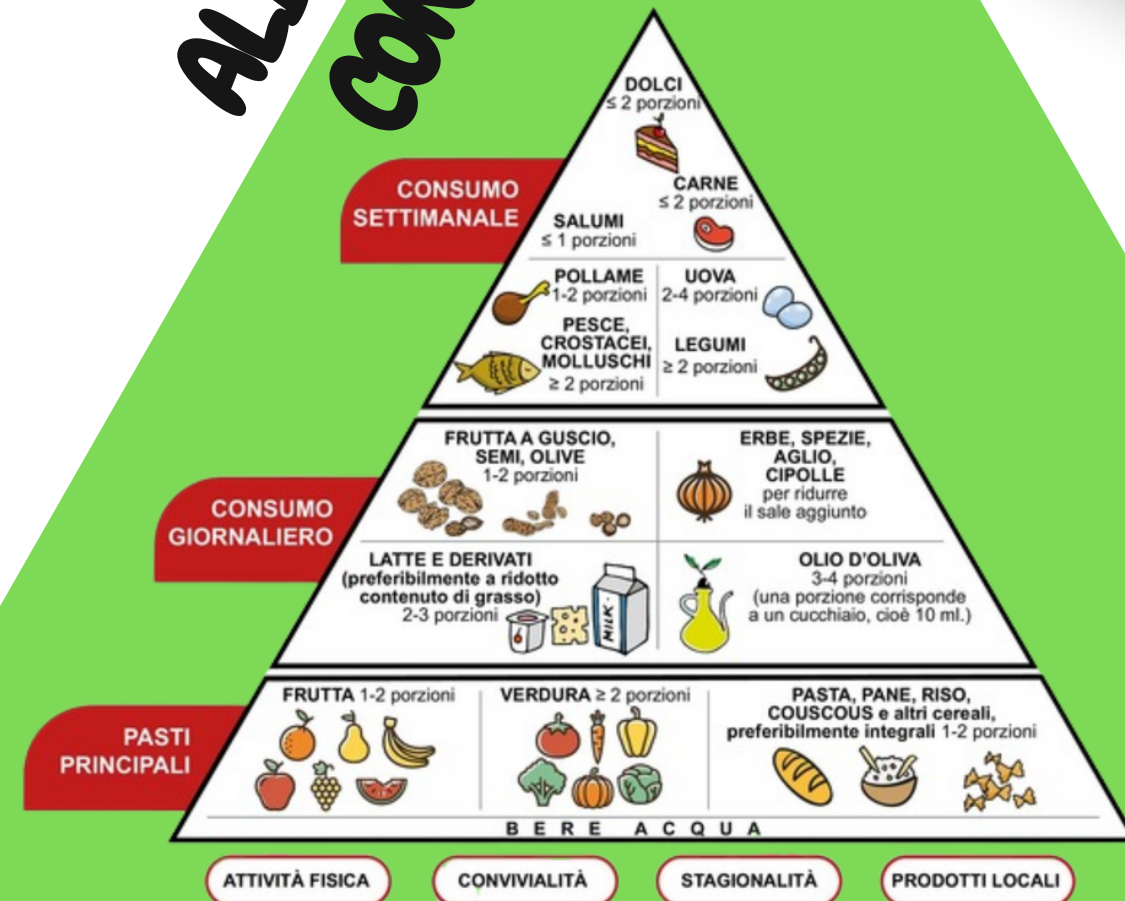 DOLCI
≤ 2 porzioni
CONSUMO
SETTIMANALE
CARNE
≤ 2 porzioni
SALUMI
≤ 1 porzioni
POLLAME
1-2 porzioni
UOVA
2-4 porzioni
PESCE,
CROSTACEI,
MOLLUSCHI
≥ 2 porzioni
LEGUMI
≥ 2 porzioni
CONSUMO
GIORNALIERO
FRUTTA A GUSCIO,
SEMI, OLIVE
1-2 porzioni
ERBE, SPEZIE,
AGLIO,
CIPOLLE
per ridurre
il sale aggiunto
LATTE E DERIVATI
(preferibilmente a ridotto
contenuto di grasso)
2-3 porzioni
MILK
OLIO D'OLIVA
3-4 porzioni
(una porzione corrisponde
a un cucchiaio, cioè 10 ml.)
PASTI
PRINCIPALI
FRUTTA 1-2 porzioni
VERDURA ≥ 2 porzioni
PASTA, PANE, RISO,
COUSCOUS e altri cereali,
preferibilmente integrali 1-2 porzioni
BERE ACQUA
ATTIVITÀ FISICA
CONVIVIALITÀ
STAGIONALITÀ
PRODOTTI LOCALI